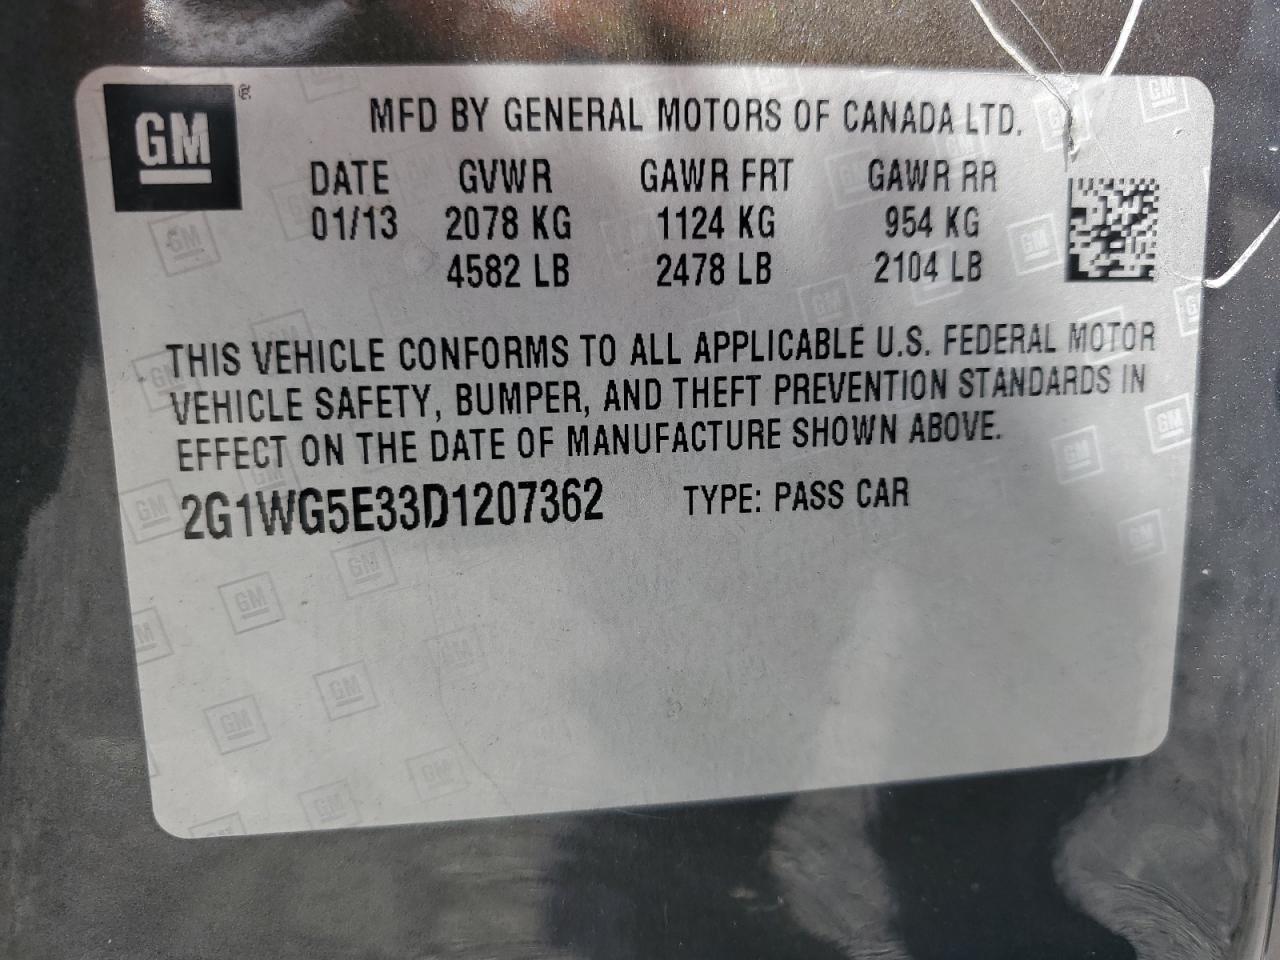 GM ®
MFD BY GENERAL MOTORS OF CANADA LTD.
DATE GVWR GAWR FRT GAWR RR
01/13 2078 KG 1124 KG 954 KG
4582 LB 2478 LB 2104 LB
THIS VEHICLE CONFORMS TO ALL APPLICABLE U.S. FEDERAL MOTOR
VEHICLE SAFETY, BUMPER, AND THEFT PREVENTION STANDARDS IN
EFFECT ON THE DATE OF MANUFACTURE SHOWN ABOVE.
2G1WG5E33D1207362 TYPE: PASS CAR